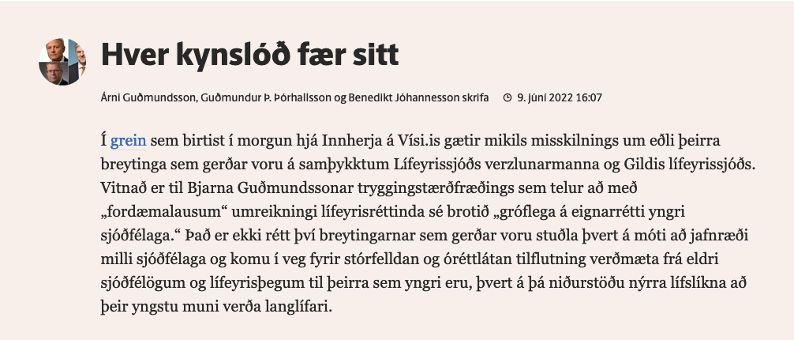 Hver kynslóð fær sitt
Árni Guðmundsson, Guðmundur Þ. Þórhallsson og Benedikt Jóhannesson skrifa 9. júní 2022 16:07
Í grein sem birtist í morgun hjá Innherja á Vísi.is gætir mikils misskilnings um eðli þeirra
breytinga sem gerðar voru á samþykktum Lífeyrissjóðs verzlunarmanna og Gildis lífeyrissjóðs.
Vitnað er til Bjarna Guðmundssonar tryggingstærðfræðings sem telur að með
„fordæmalausum“ umreikningi lífeyrisréttinda sé brotið „gróflega á eignarrétti yngri
sjóðfélaga.“ Það er ekki rétt því breytingarnar sem gerðar voru stuðla þvert á móti að jafnræði
milli sjóðfélaga og komu í veg fyrir stórfelldan og óréttlátan tilflutning verðmæta frá eldri
sjóðfélögum og lífeyrisþegum til þeirra sem yngri eru, þvert á þá niðurstöðu nýrra lífslíkna að
þeir yngstu muni verða langlífari.